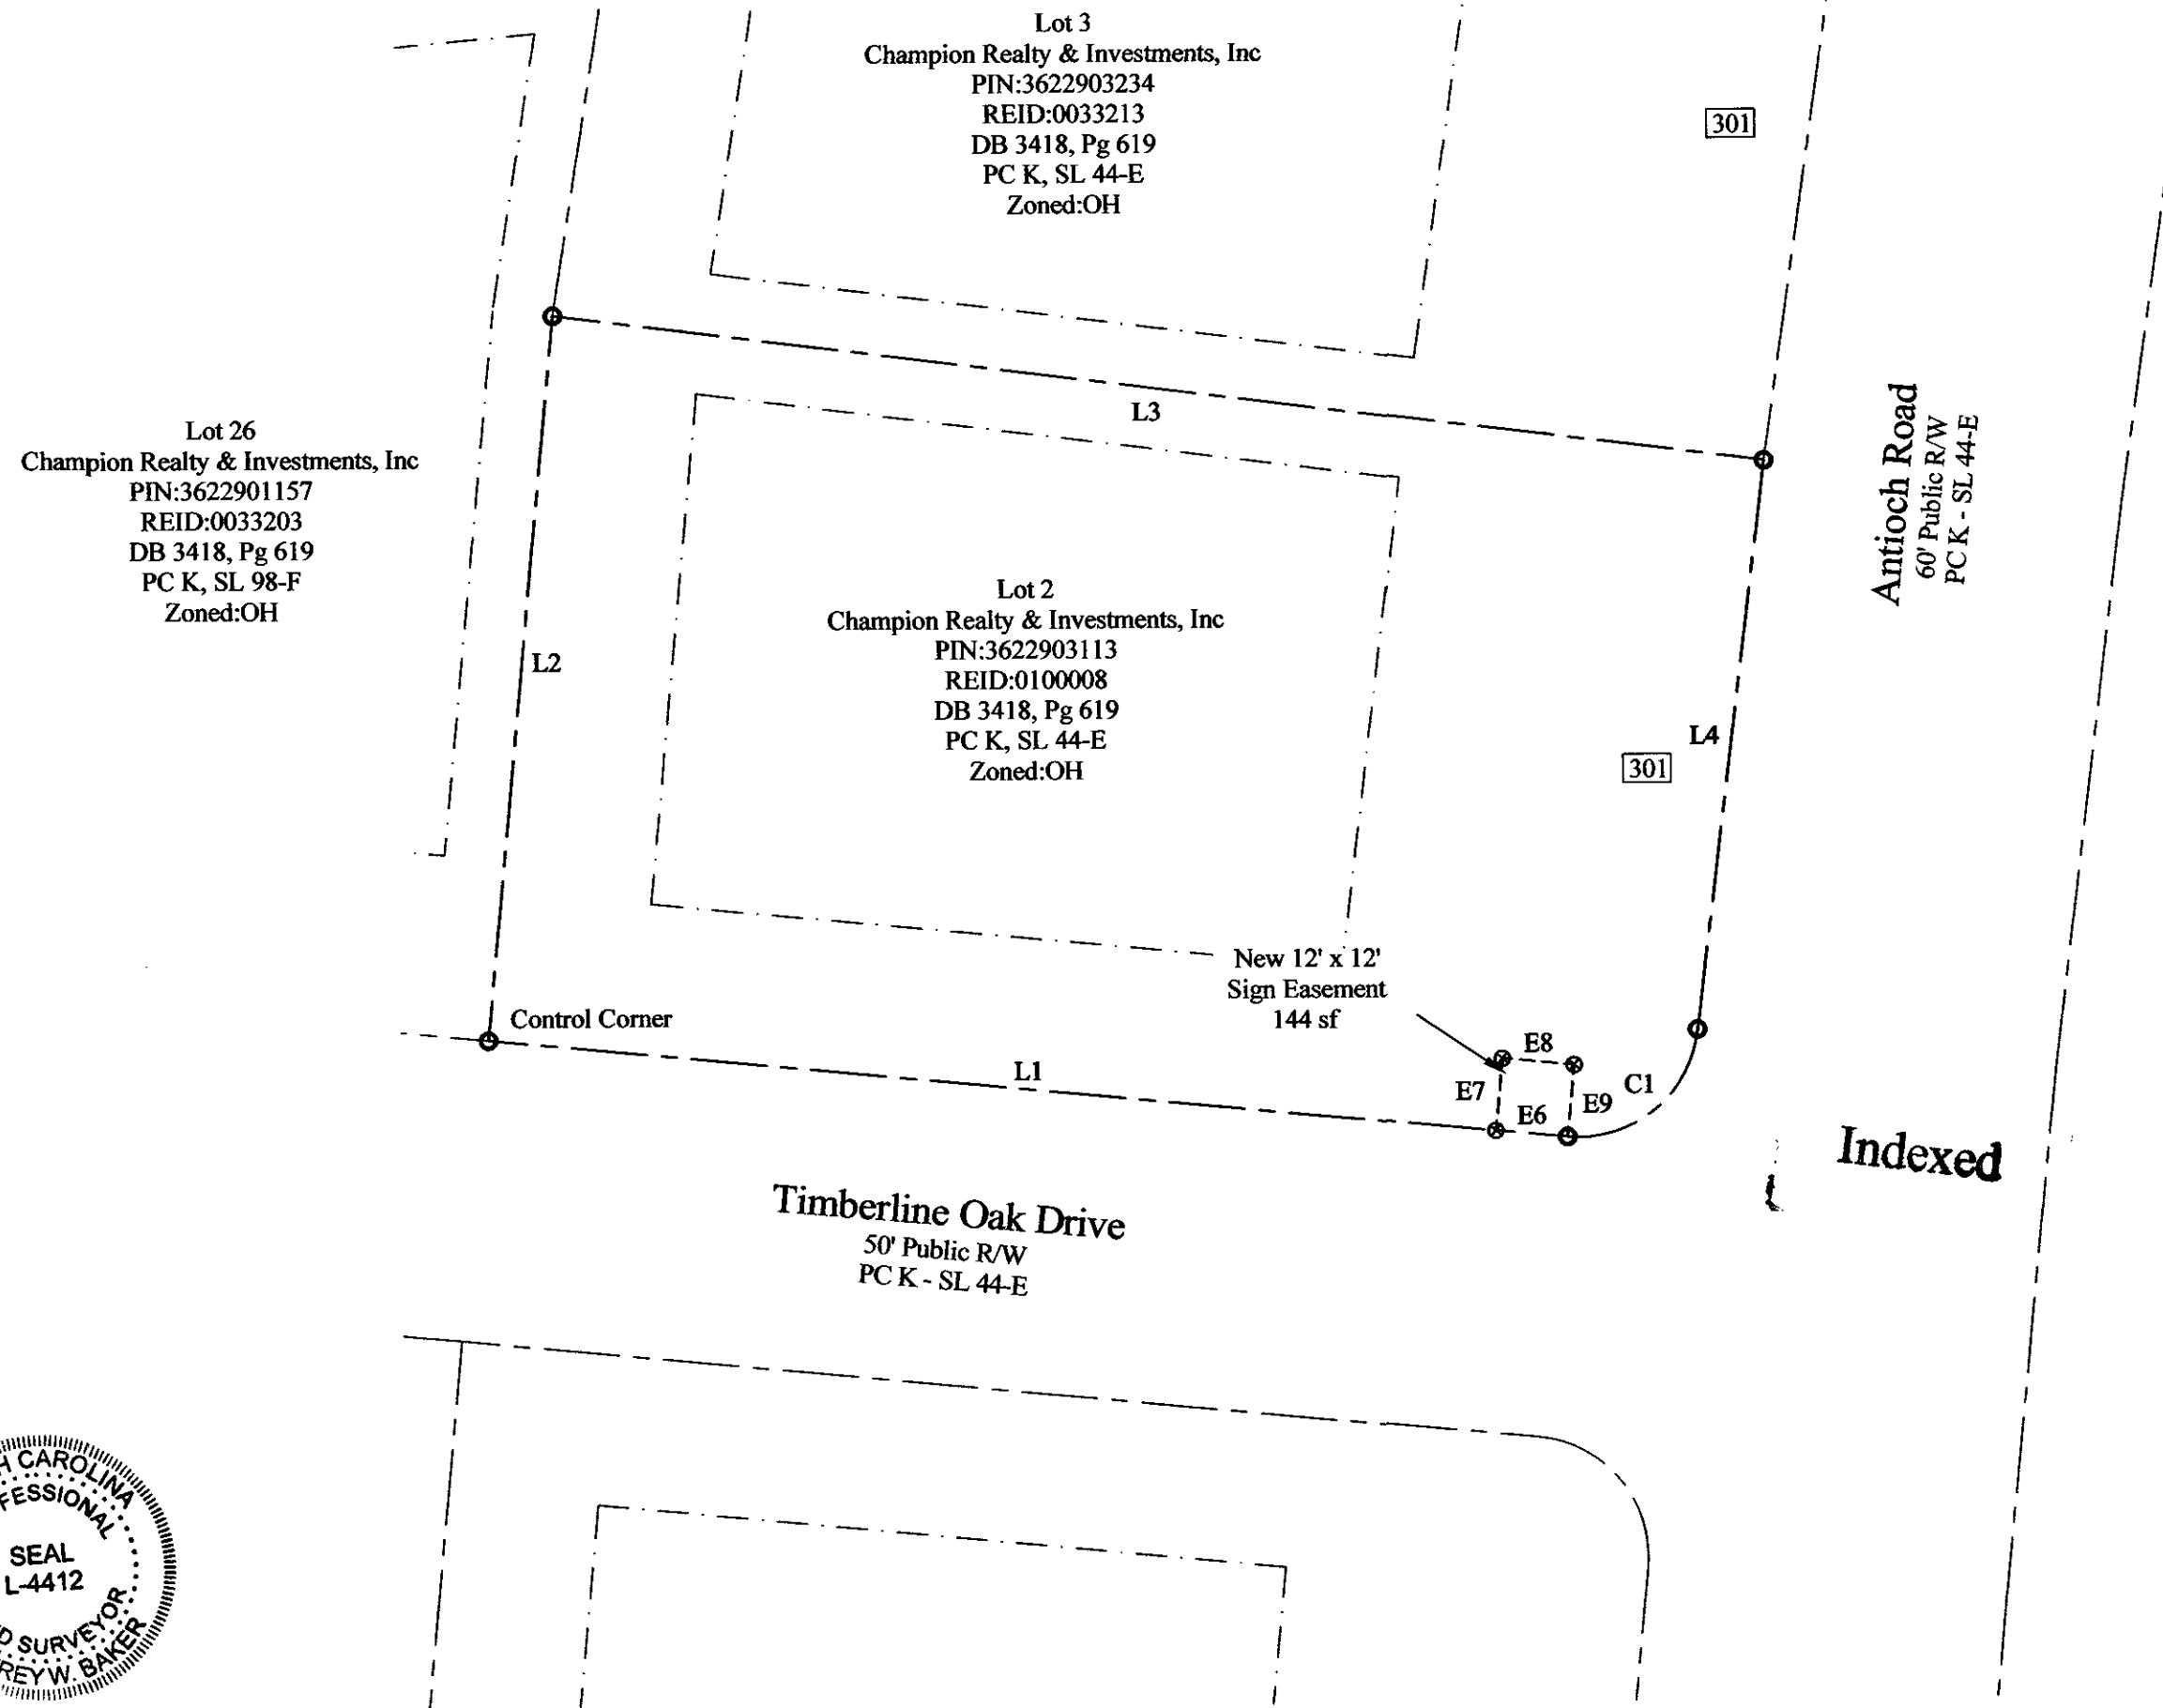 Lot 3
Champion Realty & Investments, Inc
PIN:3622903234
REID:0033213
DB 3418, Pg 619
PC K, SL 44-E
Zoned:OH
301
Lot 26
Champion Realty & Investments, Inc
PIN:3622901157
REID:0033203
DB 3418, Pg 619
PC K, SL 98-F
Zoned:OH
L3
Antioch Road
60' Public R/W
PC K - SL 44-E
L2
Lot 2
Champion Realty & Investments, Inc
PIN:3622903113
REID:0100008
DB 3418, Pg 619
PC K, SL 44-E
Zoned:OH
L4
301
New 12' x 12'
Sign Easement
144 sf
Control Corner
L1
E8
E7
E6
E9
C1
Indexed
Timberline Oak Drive
50' Public R/W
PC K - SL 44-E
H CAROLINA
FESSIONAL
SEAL
L-4412
D SURVEYOR
REY W. BAKER